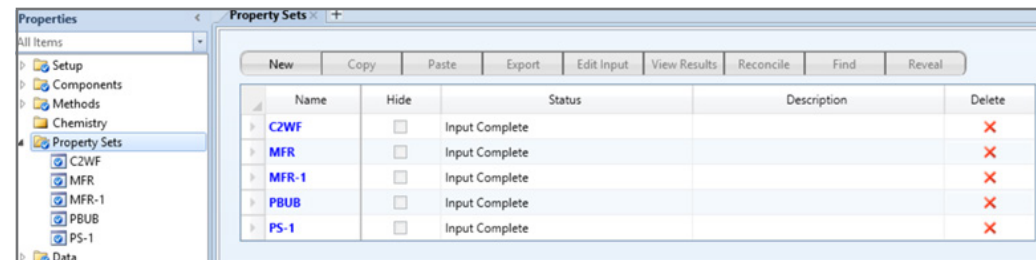 Properties
All Items
Setup
Components
Methods
Chemistry
Property Sets
C2WF
MFR
MFR-1
PBUB
PS-1
Data
Property Sets
New Copy Paste Export Edit Input View Results Reconcile Find Reveal
Name Hide Status Description Delete
C2WF Input Complete
MFR Input Complete
MFR-1 Input Complete
PBUB Input Complete
PS-1 Input Complete